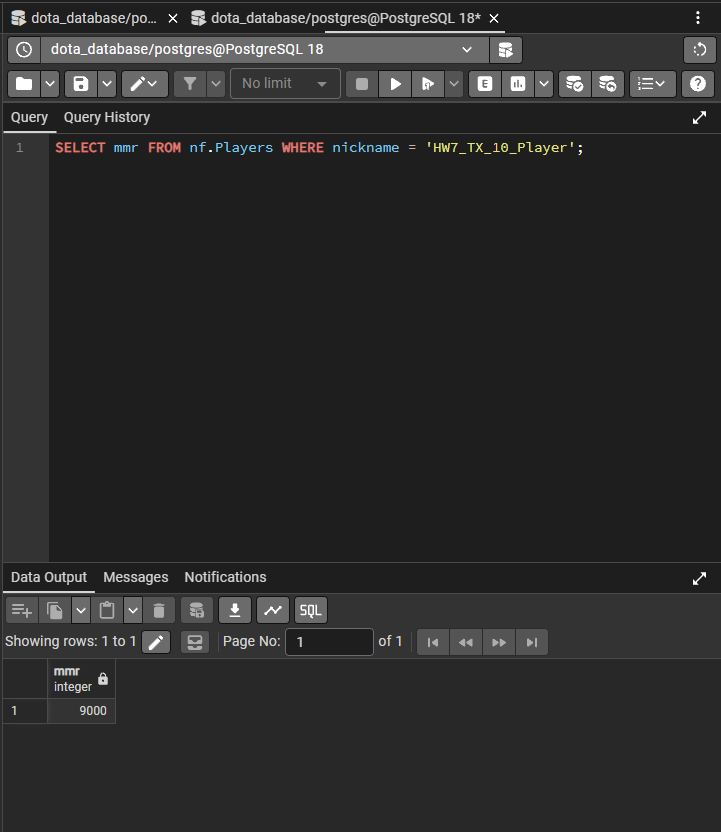 dota_database/po... dota_database/postgres@PostgreSQL 18*
dota_database/postgres@PostgreSQL 18
No limit
E
Query Query History
1 SELECT mmr FROM nf.Players WHERE nickname = 'HW7_TX_10_Player';
Data Output Messages Notifications
SQL
Showing rows: 1 to 1 Page No: 1 of 1
mmr
integer
1 9000